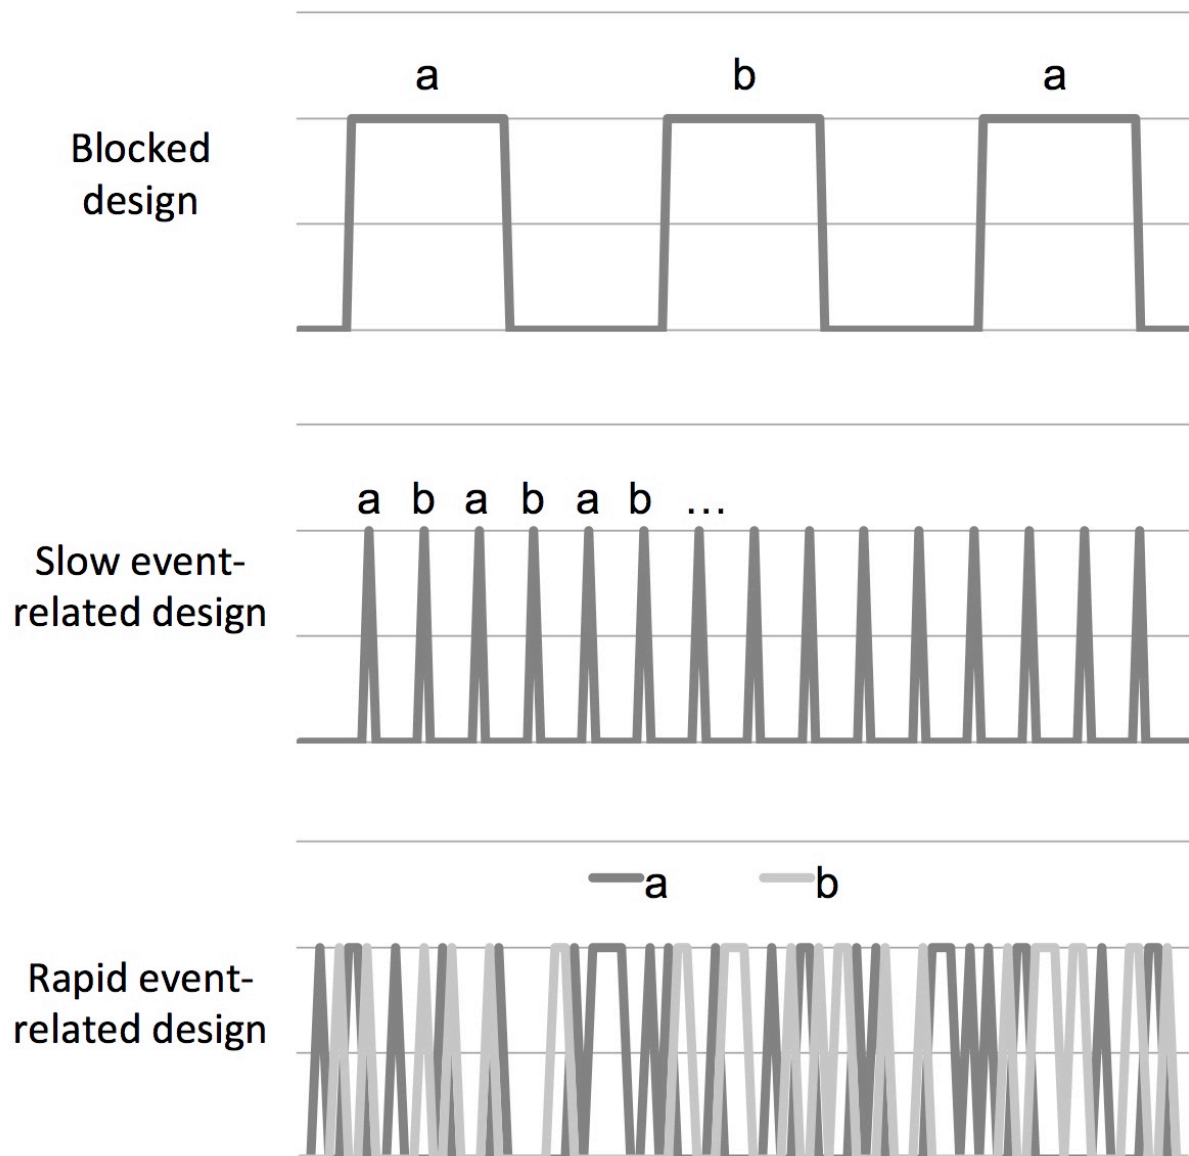 a b a
Blocked
design
a b a b a b ...
Slow event-
related design
a b
Rapid event-
related design